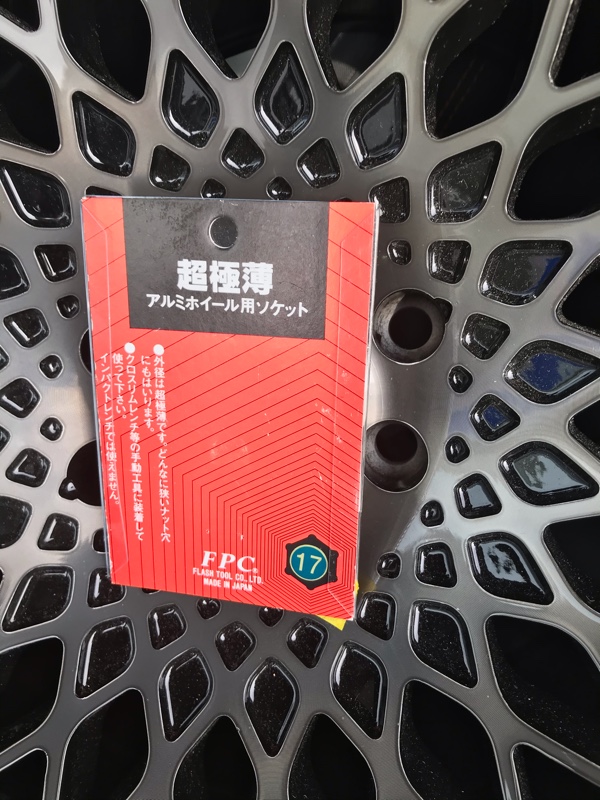 超極薄
アルミホイール用ソケット
●外径は超極薄です。どんなに狭いナット穴
にもはいります。
●クロスリムレンチ等の手動工具に装着して
使って下さい。
インパクトレンチでは使えません。
FPC®
17
FLASH TOOL CO., LTD.
MADE IN JAPAN